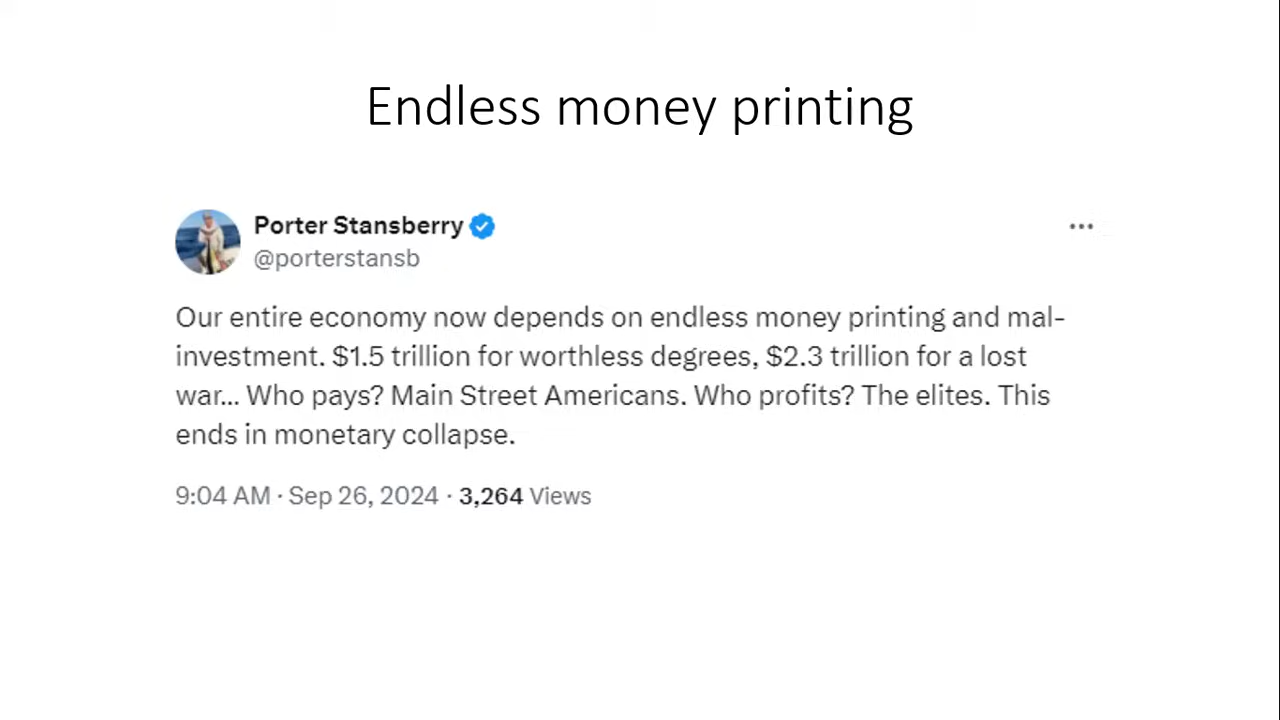 Endless money printing
Porter Stansberry
@porterstansb
Our entire economy now depends on endless money printing and mal-
investment. $1.5 trillion for worthless degrees, $2.3 trillion for a lost
war... Who pays? Main Street Americans. Who profits? The elites. This
ends in monetary collapse.
9:04 AM · Sep 26, 2024 · 3,264 Views